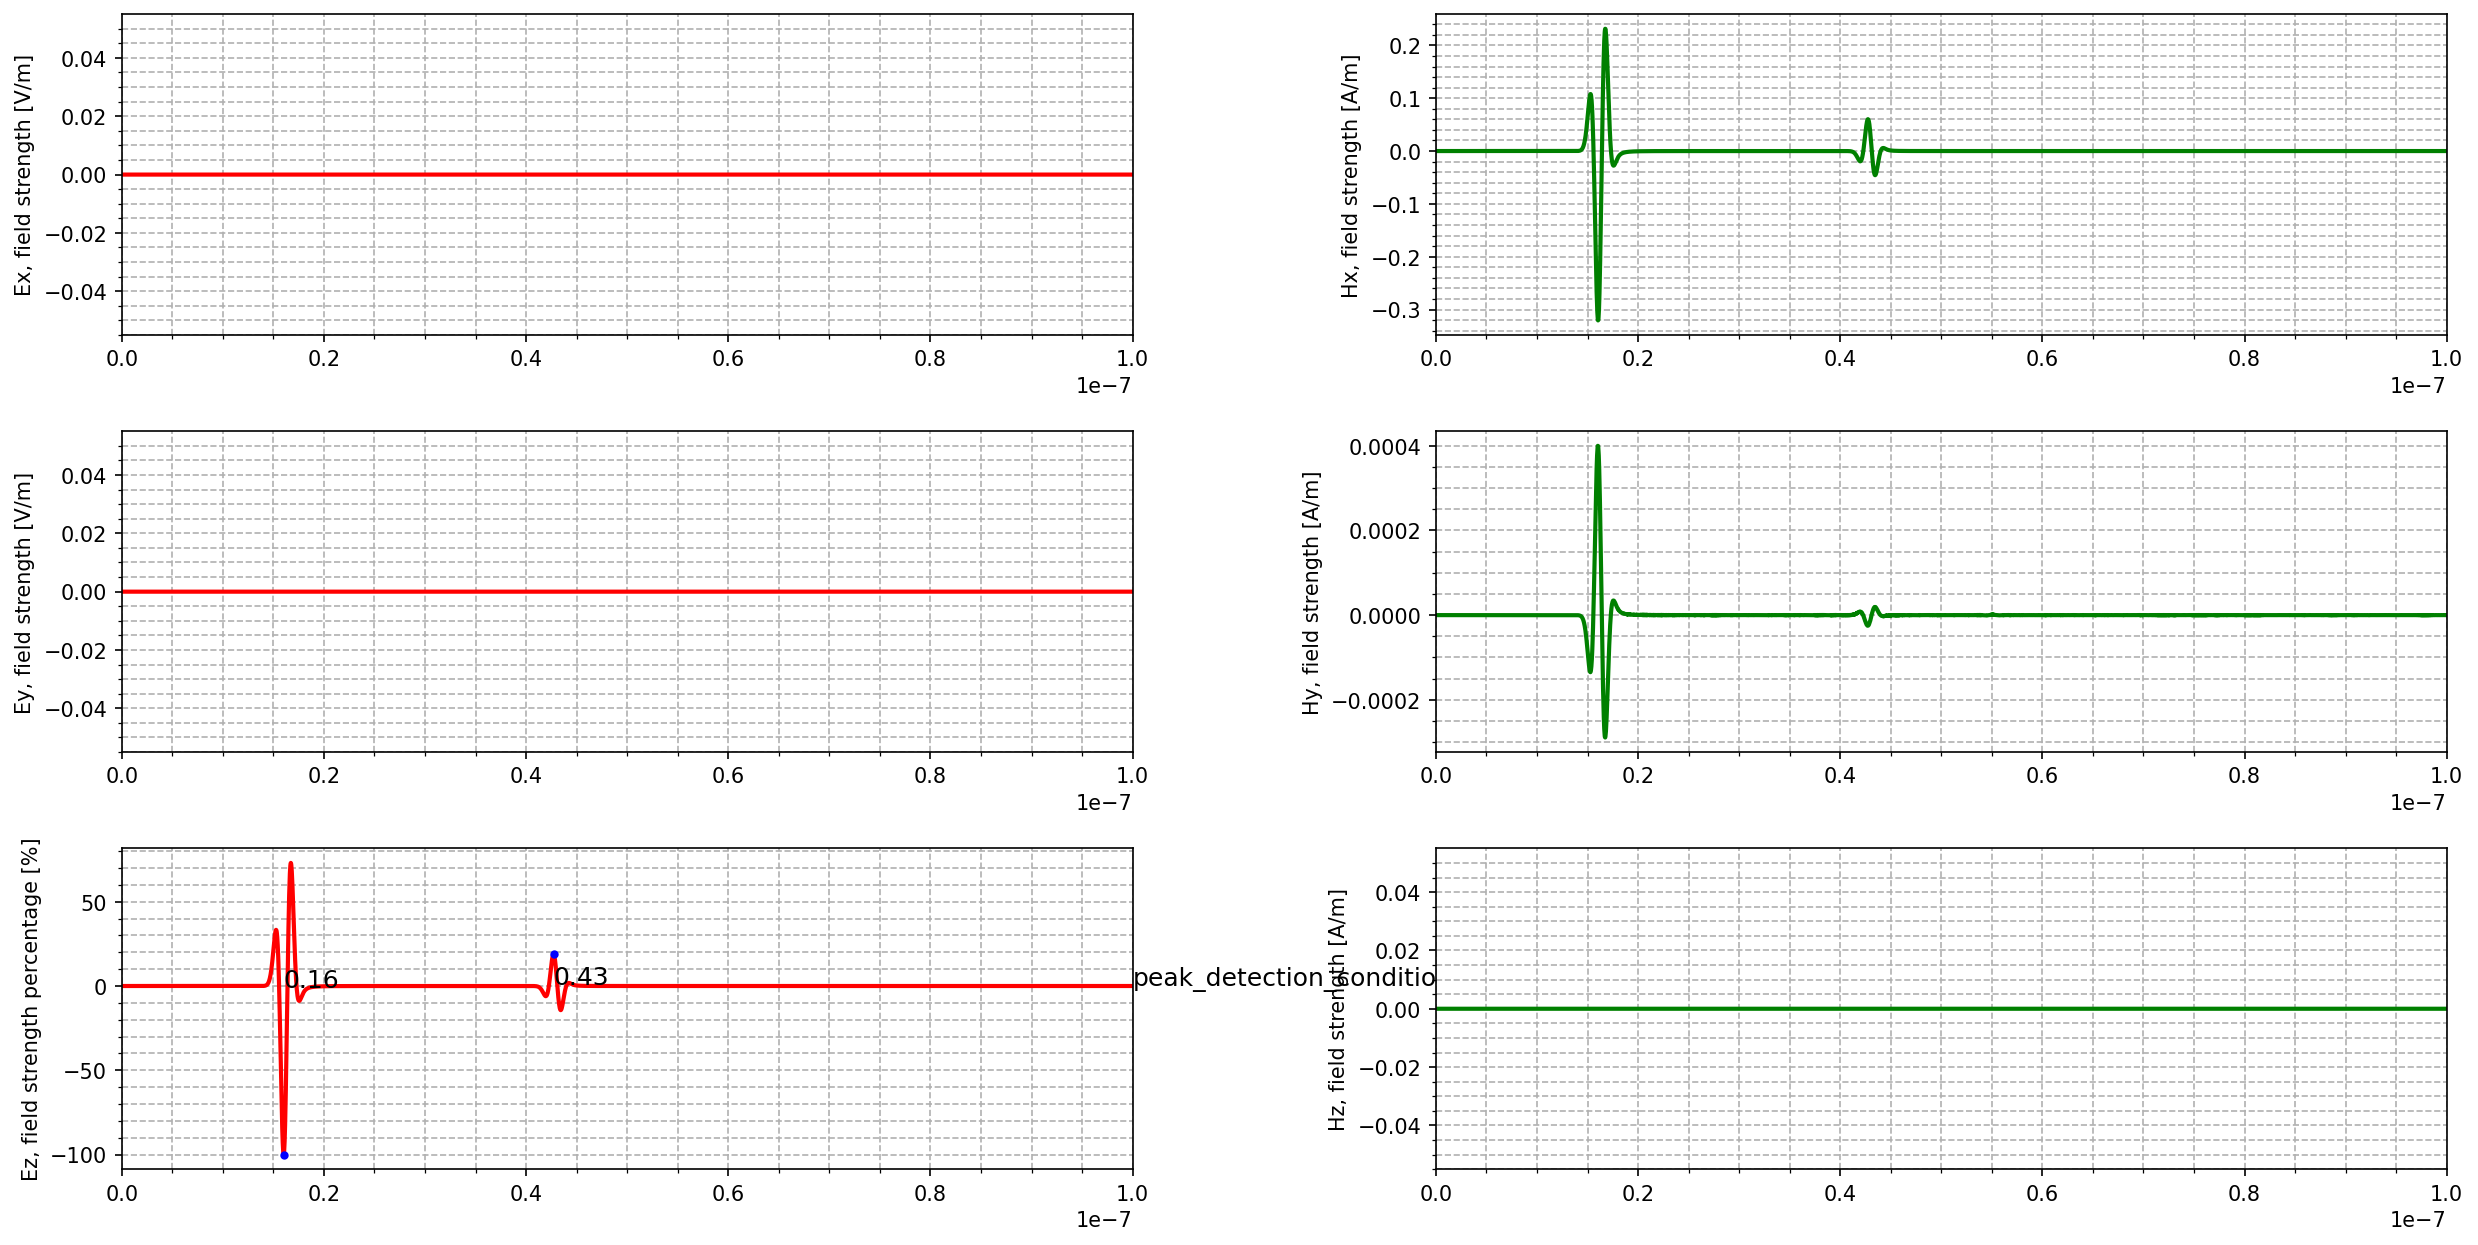 Ex, field strength [V/m]
0.04
0.02
0.00
−0.02
−0.04
0.0 0.2 0.4 0.6 0.8 1.0
1e−7
Hx, field strength [A/m]
0.2
0.1
0.0
−0.1
−0.2
−0.3
0.0 0.2 0.4 0.6 0.8 1.0
1e−7
Ey, field strength [V/m]
0.04
0.02
0.00
−0.02
−0.04
0.0 0.2 0.4 0.6 0.8 1.0
1e−7
Hy, field strength [A/m]
0.0004
0.0002
0.0000
−0.0002
0.0 0.2 0.4 0.6 0.8 1.0
1e−7
Ez, field strength percentage [%]
50
0
−50
−100
0.16
0.43
peak_detection_conditio
0.0 0.2 0.4 0.6 0.8 1.0
1e−7
Hz, field strength [A/m]
0.04
0.02
0.00
−0.02
−0.04
0.0 0.2 0.4 0.6 0.8 1.0
1e−7